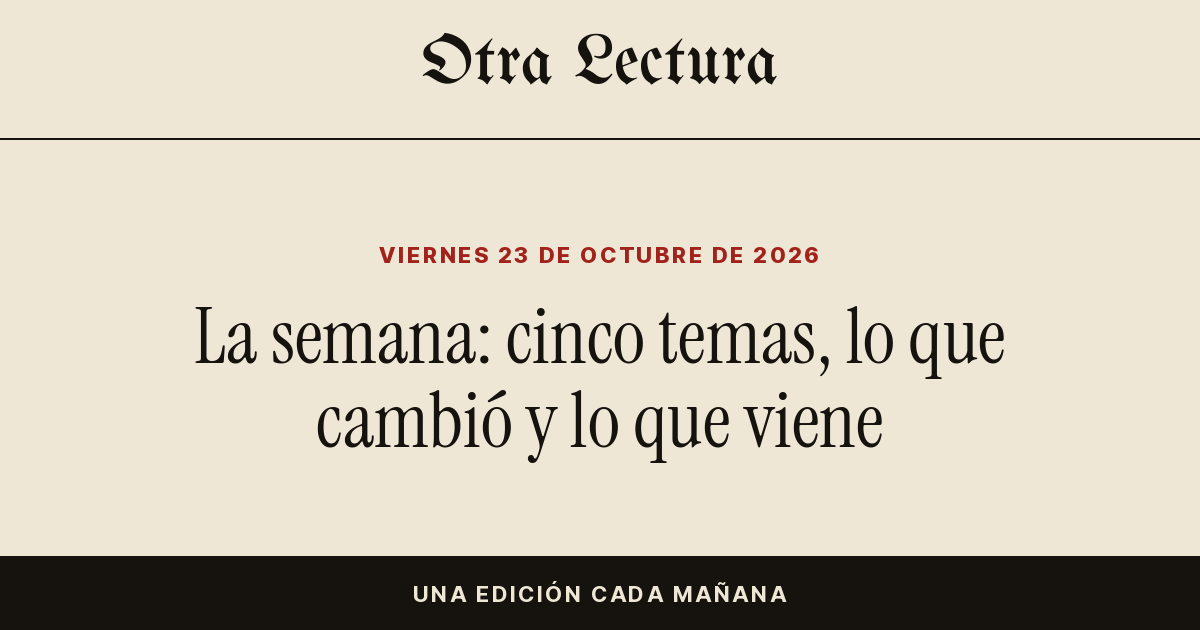 Otra Lectura
VIERNES 23 DE OCTUBRE DE 2026
La semana: cinco temas, lo que
cambió y lo que viene
UNA EDICIÓN CADA MAÑANA